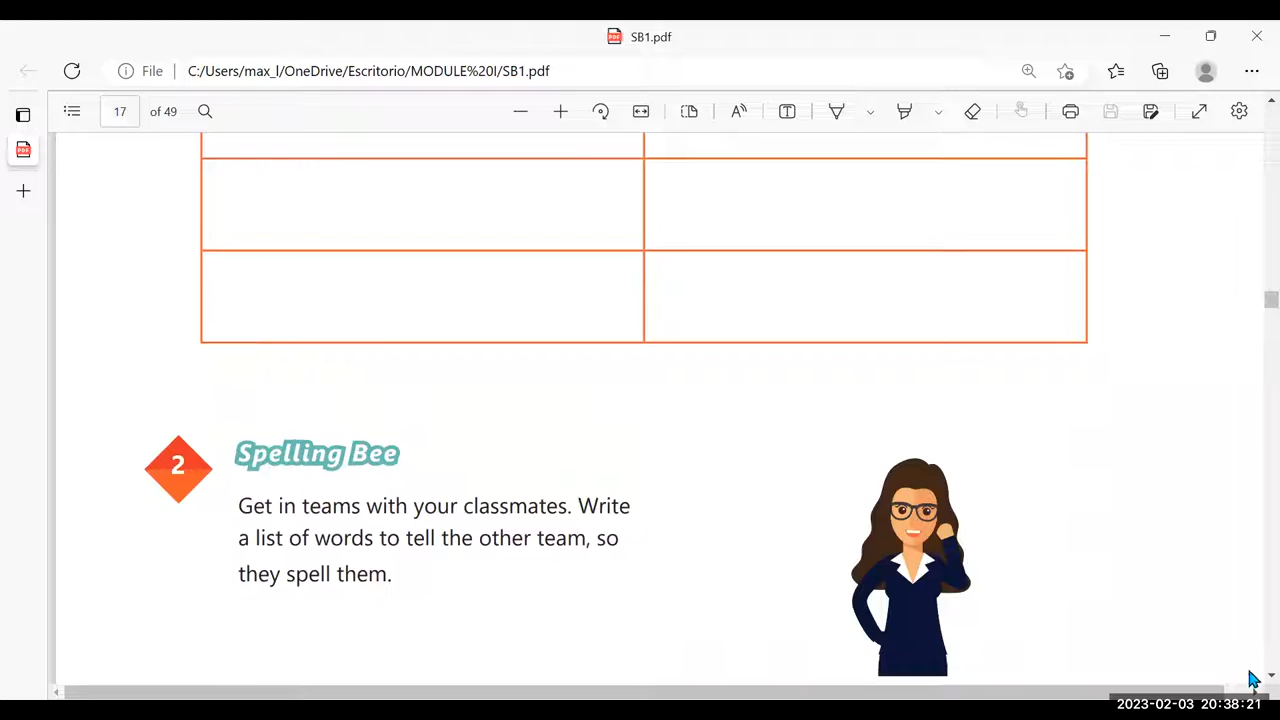 SB1.pdf
File
C:/Users/max_l/OneDrive/Escritorio/MODULE%20I/SB1.pdf
17 of 49
2
Spelling Bee
Get in teams with your classmates. Write
a list of words to tell the other team, so
they spell them.
2023-02-03 20:38:21